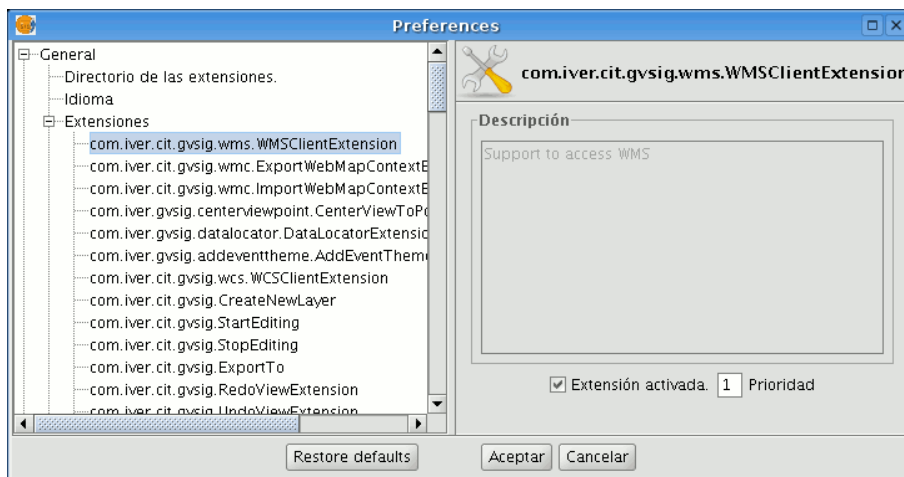 Preferences
General
Directorio de las extensiones.
Idioma
Extensiones
com.iver.cit.gvsig.wms.WMSClientExtension
com.iver.cit.gvsig.wmc.ExportWebMapContextE
com.iver.cit.gvsig.wmc.ImportWebMapContextE
com.iver.gvsig.centerviewpoint.CenterViewToPo
com.iver.gvsig.datalocator.DataLocatorExtensio
com.iver.gvsig.addeventtheme.AddEventTheme
com.iver.cit.gvsig.wcs.WCSClientExtension
com.iver.cit.gvsig.CreateNewLayer
com.iver.cit.gvsig.StartEditing
com.iver.cit.gvsig.StopEditing
com.iver.cit.gvsig.ExportTo
com.iver.cit.gvsig.RedoViewExtension
com.iver.cit.gvsig.UndoViewExtension
com.iver.cit.gvsig.wms.WMSClientExtension
Descripción
Support to access WMS
Extensión activada. 1 Prioridad
Restore defaults Aceptar Cancelar